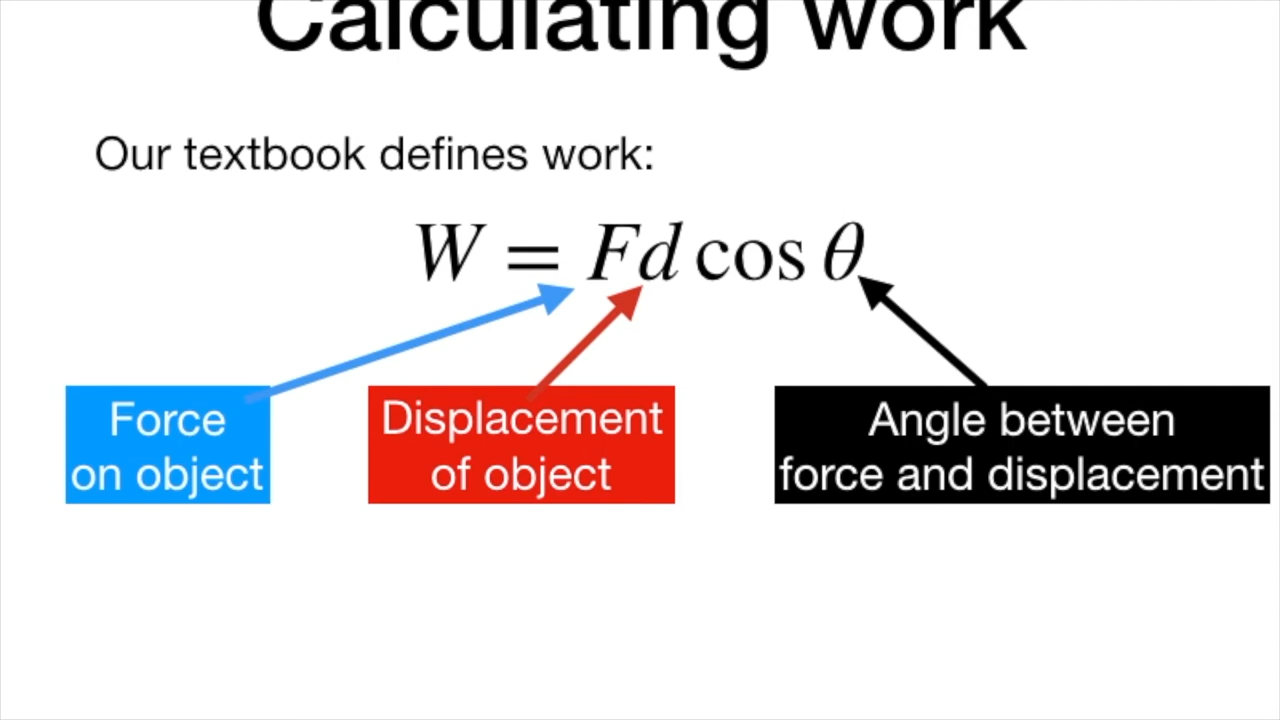 Calculating work
Our textbook defines work:
W = Fd cos θ
Force
on object
Displacement
of object
Angle between
force and displacement